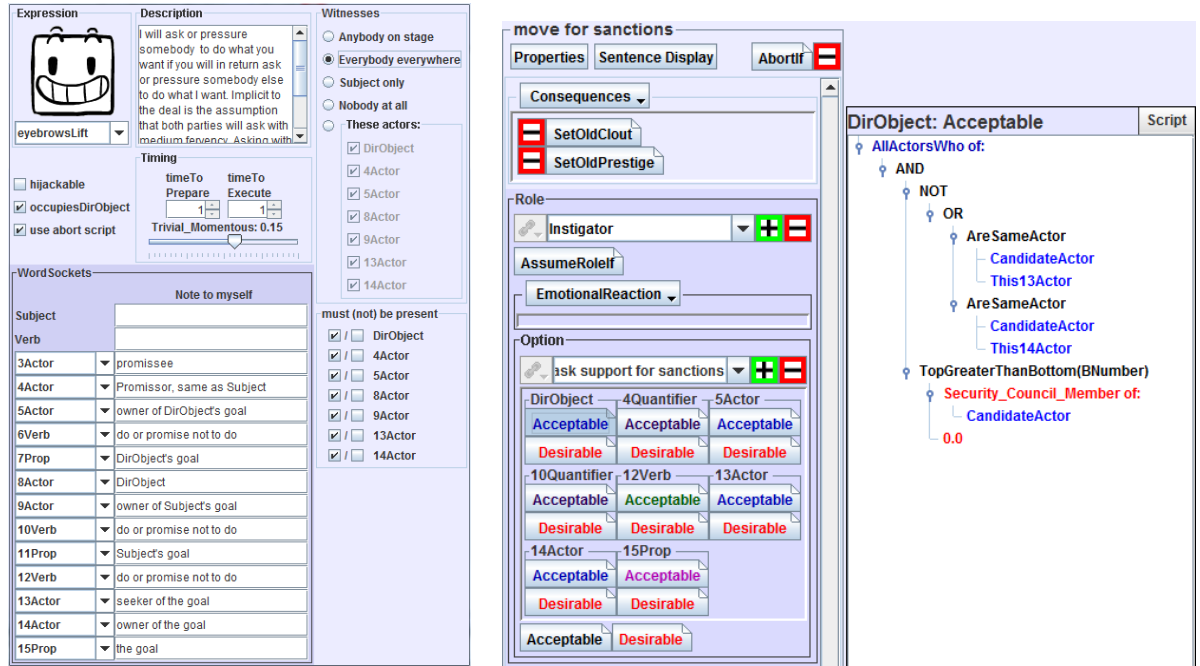 Expression
eyebrowsLift
hijackable
occupiesDirObject
use abort script
Description
I will ask or pressure
somebody to do what you
want if you will in return ask
or pressure somebody else
to do what I want. Implicit to
the deal is the assumption
that both parties will ask with
medium fervency. Asking with
Timing
timeTo timeTo
Prepare Execute
1 1
Trivial_Momentous: 0.15
Witnesses
Anybody on stage
Everybody everywhere
Subject only
Nobody at all
These actors:
DirObject
4Actor
5Actor
8Actor
9Actor
13Actor
14Actor
must (not) be present
/ DirObject
/ 4Actor
/ 5Actor
/ 8Actor
/ 9Actor
/ 13Actor
/ 14Actor
WordSockets
Note to myself
Subject
Verb
3Actor promissee
4Actor Promissor, same as Subject
5Actor owner of DirObject's goal
6Verb do or promise not to do
7Prop DirObject's goal
8Actor DirObject
9Actor owner of Subject's goal
10Verb do or promise not to do
11Prop Subject's goal
12Verb do or promise not to do
13Actor seeker of the goal
14Actor owner of the goal
15Prop the goal
move for sanctions
Properties Sentence Display AbortIf
Consequences
SetOldClout
SetOldPrestige
Role
Instigator
AssumeRoleIf
EmotionalReaction
Option
ask support for sanctions
DirObject 4Quantifier 5Actor
Acceptable Acceptable Acceptable
Desirable Desirable Desirable
10Quantifier 12Verb 13Actor
Acceptable Acceptable Acceptable
Desirable Desirable Desirable
14Actor 15Prop
Acceptable Acceptable
Desirable Desirable
Acceptable Desirable
DirObject: Acceptable Script
AllActorsWho of:
AND
NOT
OR
AreSameActor
CandidateActor
This13Actor
AreSameActor
CandidateActor
This14Actor
TopGreaterThanBottom(BNumber)
Security_Council_Member of:
CandidateActor
0.0